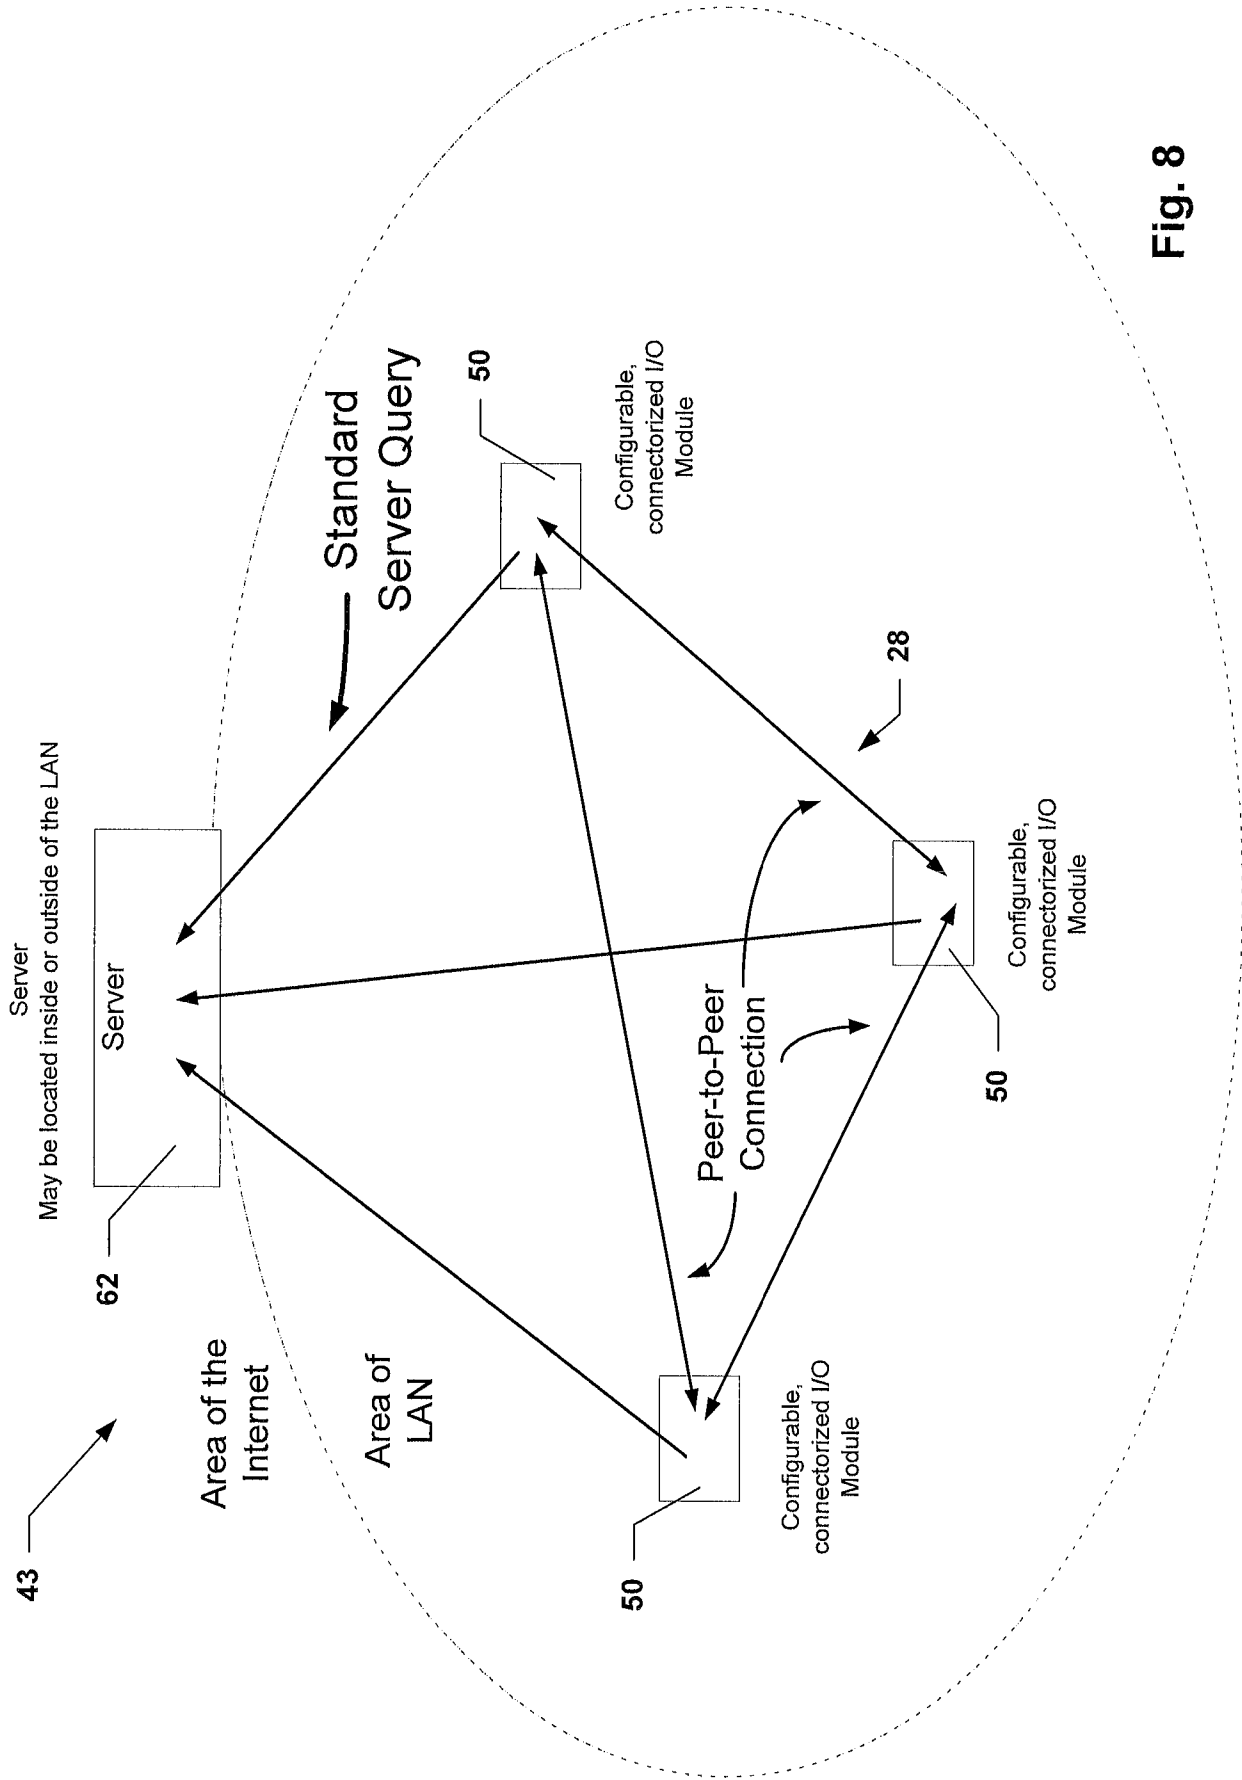 Server
May be located inside or outside of the LAN
43
62
Server
Area of the
Internet
Area of
LAN
Standard
Server Query
50
Configurable,
connectorized I/O
Module
50
Configurable,
connectorized I/O
Module
Peer-to-Peer
Connection
28
50
Configurable,
connectorized I/O
Module
Fig. 8